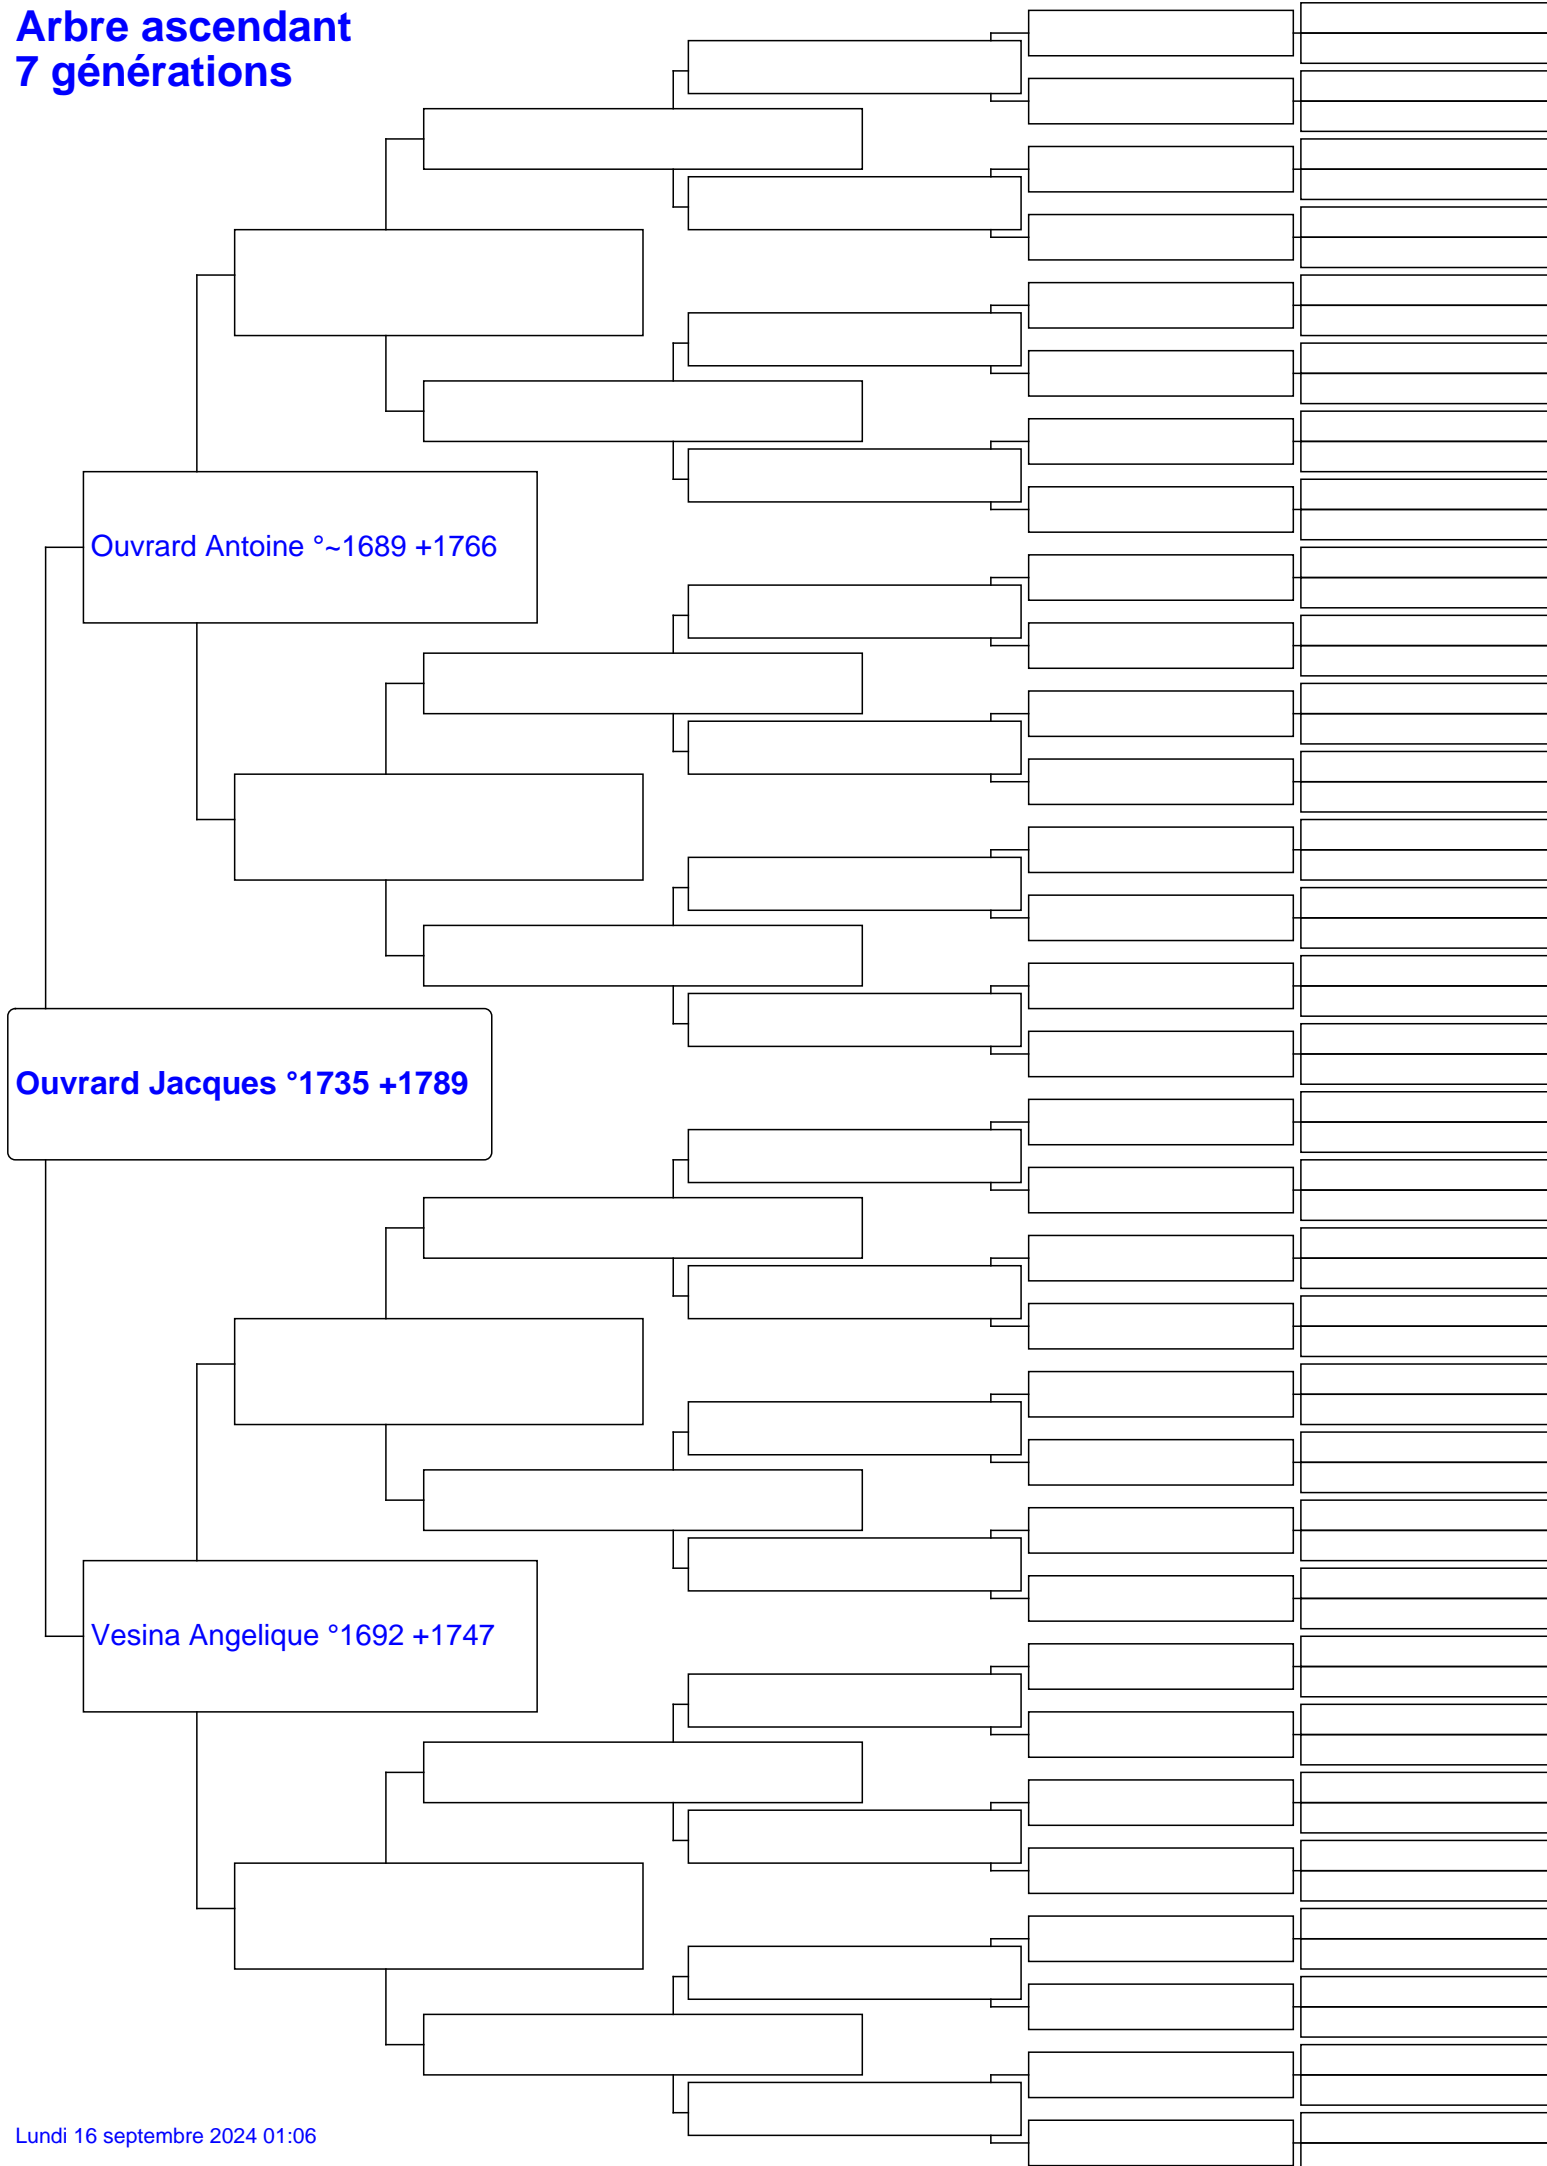 Arbre ascendant
7 générations
Ouvrard Antoine °~1689 +1766
Ouvrard Jacques °1735 +1789
Vesina Angelique °1692 +1747
Lundi 16 septembre 2024 01:06